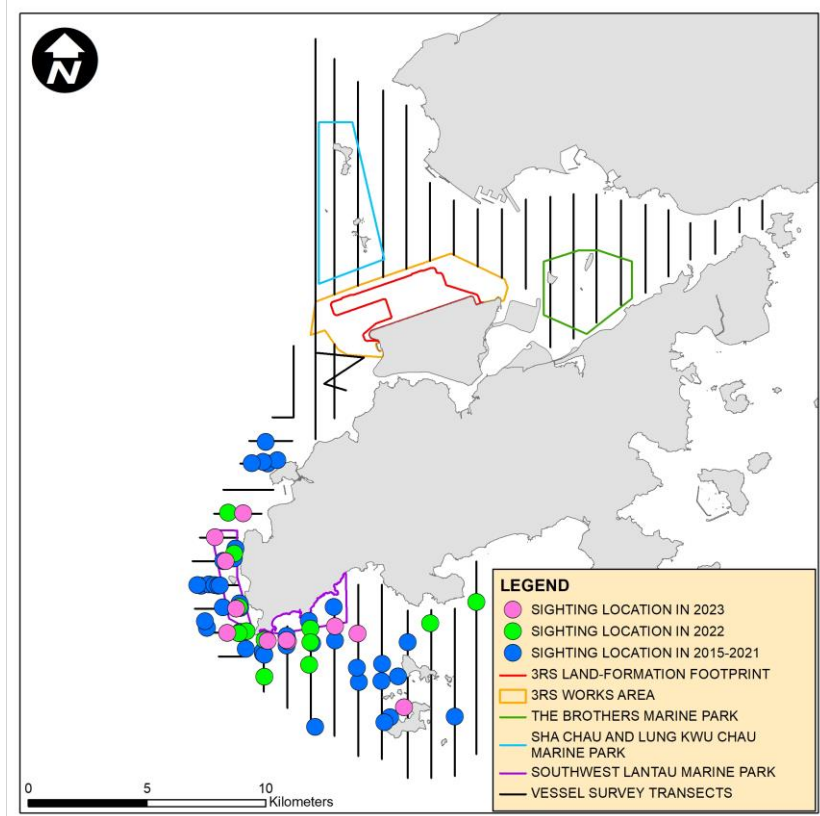 N
LEGEND
SIGHTING LOCATION IN 2023
SIGHTING LOCATION IN 2022
SIGHTING LOCATION IN 2015-2021
3RS LAND-FORMATION FOOTPRINT
3RS WORKS AREA
THE BROTHERS MARINE PARK
SHA CHAU AND LUNG KWU CHAU
MARINE PARK
SOUTHWEST LANTAU MARINE PARK
VESSEL SURVEY TRANSECTS
0 5 10
Kilometers